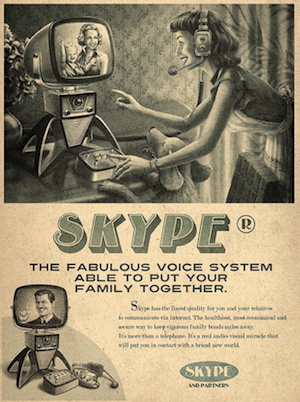 SKYPE ®
THE FABULOUS VOICE SYSTEM
ABLE TO PUT YOUR
FAMILY TOGETHER.
Skype has the finest quality for you and your relatives
to communicate via internet. The healthiest, most economical and
secure way to keep vigorous family bonds miles away.
It's more than a telephone. It's a real audio visual miracle that
will put you in contact with a brand new world.
SKYPE
AND PARTNERS